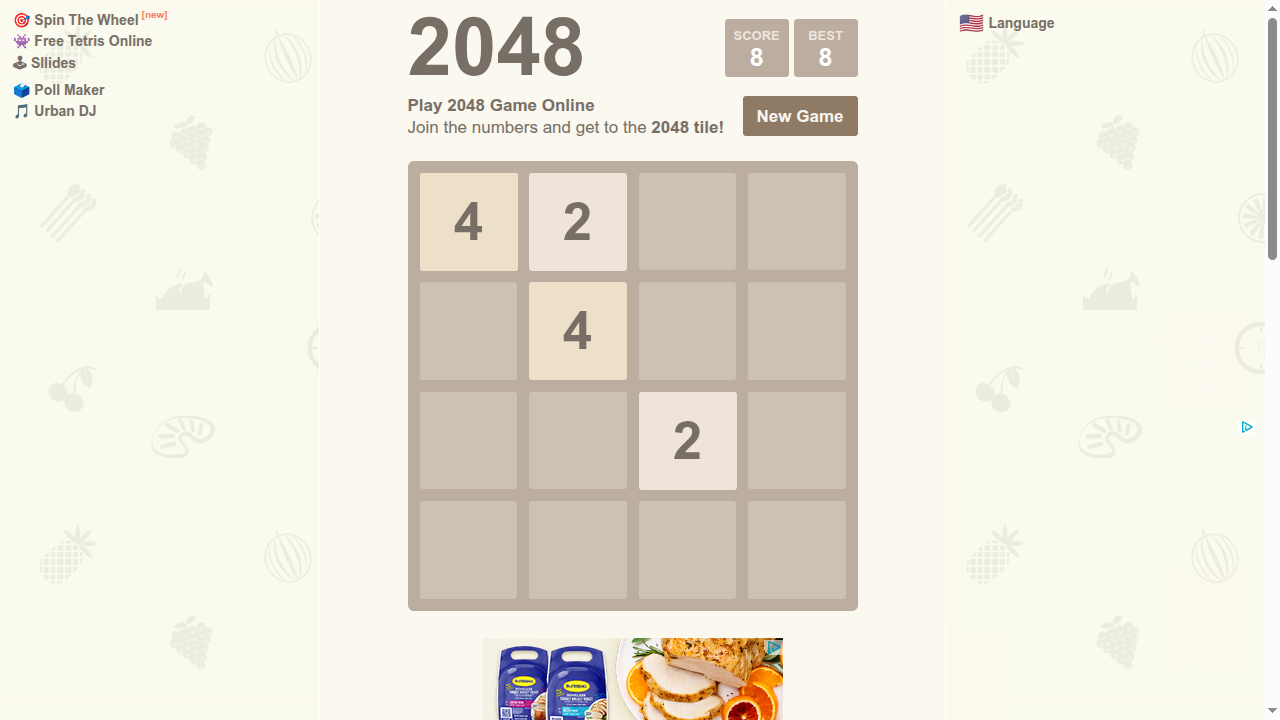 Spin The Wheel [new]
Free Tetris Online
Sllides
Poll Maker
Urban DJ
2048
SCORE
8
BEST
8
Play 2048 Game Online
Join the numbers and get to the 2048 tile!
New Game
4 2
4
2
Language